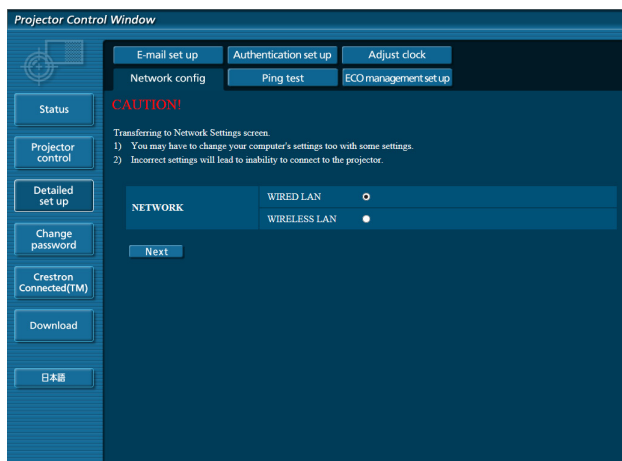 Projector Control Window
E-mail set up
Authentication set up
Adjust clock
Network config
Ping test
ECO management set up
Status
Projector
control
Detailed
set up
Change
password
Crestron
Connected(TM)
Download
日本語
CAUTION!
Transferring to Network Settings screen.
1) You may have to change your computer's settings too with some settings.
2) Incorrect settings will lead to inability to connect to the projector.
NETWORK
WIRED LAN
WIRELESS LAN
Next